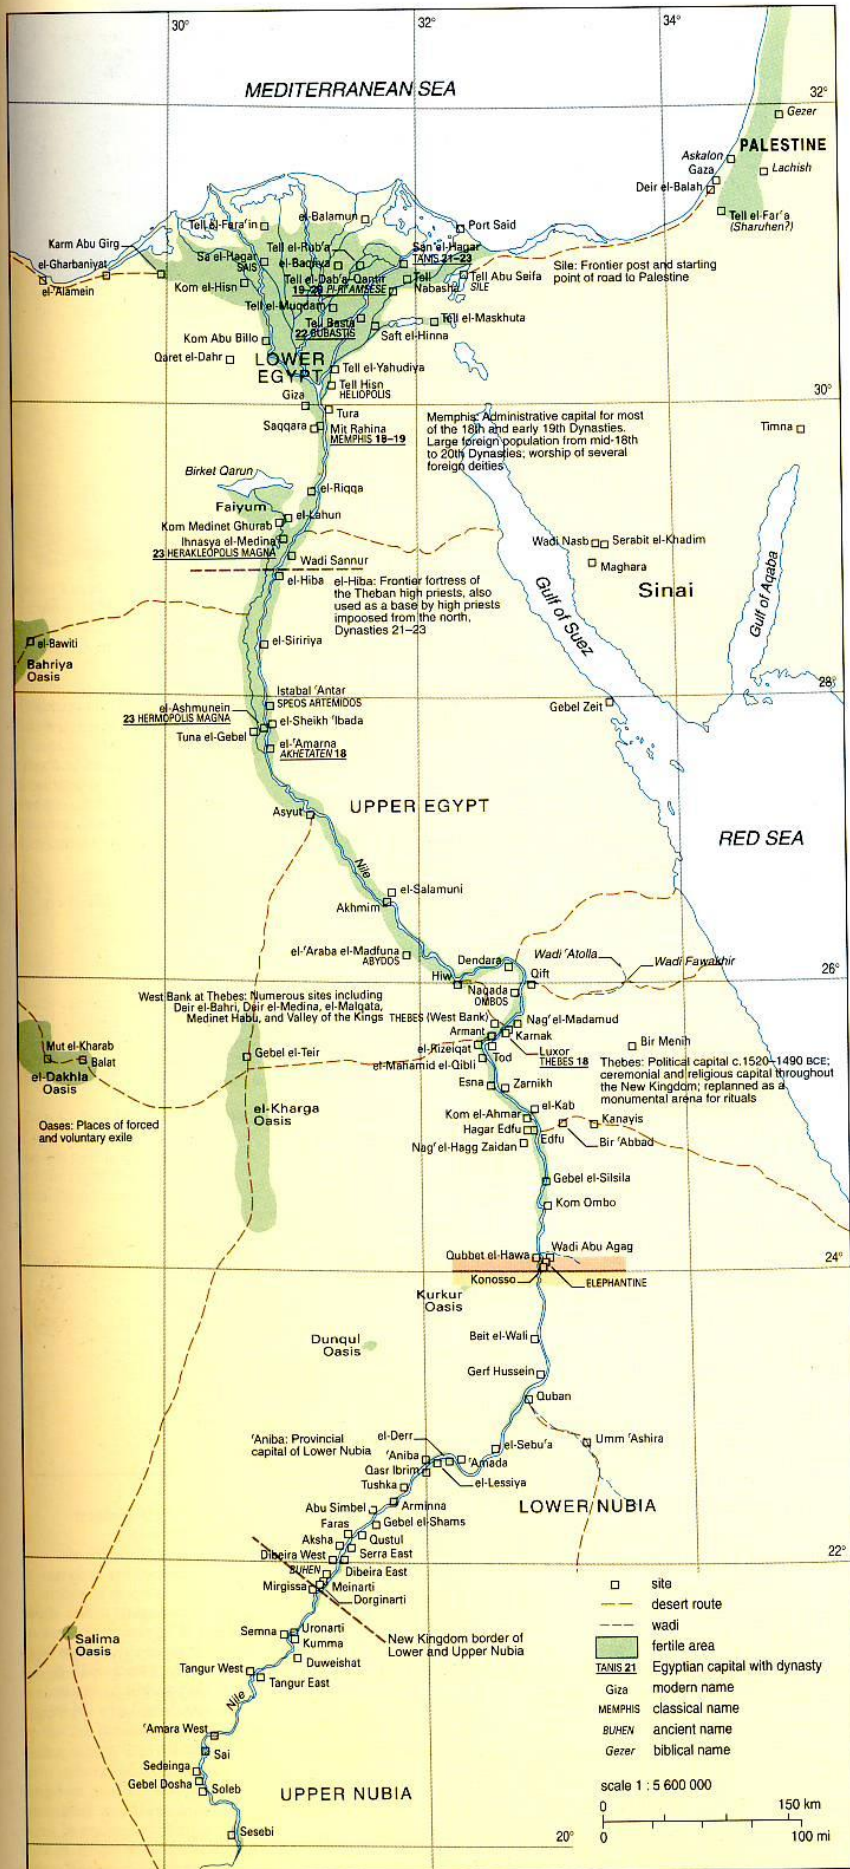 30°
32°
34°
MEDITERRANEAN SEA
32°
Gezer
PALESTINE
Askalon
Lachish
Gaza
Deir el-Balah
Tell el-Far'a
(Sharuhen?)
el-Balamun
Tell el-Fara'in
Port Said
Karm Abu Girg
Tell el-Rub'a
San el-Hagar
TANIS 21–23
Sa el-Hagar
SAIS
el-Baqliya
el-Gharbaniyat
Sile: Frontier post and starting
point of road to Palestine
Tell el-Dab'a-Qantir
19–20 PI-RI'AMSESE
Tell
Nabasha
Tell Abu Seifa
SILE
el-'Alamein
Kom el-Hisn
Tell el-Muqdam
Tell Basta
22 BUBASTIS
Tell el-Maskhuta
Saft el-Hinna
Kom Abu Billo
Qaret el-Dahr
LOWER
EGYPT
Tell el-Yahudiya
Tell Hisn
HELIOPOLIS
30°
Giza
Tura
Saqqara
Mit Rahina
MEMPHIS 18–19
Memphis: Administrative capital for most
of the 18th and early 19th Dynasties.
Large foreign population from mid-18th
to 20th Dynasties; worship of several
foreign deities
Timna
Birket Qarun
el-Riqqa
Faiyum
el-Lahun
Kom Medinet Ghurab
Ihnasya el-Medina
23 HERAKLEOPOLIS MAGNA
Wadi Sannur
Wadi Nasb
Serabit el-Khadim
Maghara
Sinai
Gulf of Suez
Gulf of Aqaba
el-Hiba
el-Hiba: Frontier fortress of
the Theban high priests, also
used as a base by high priests
impoosed from the north,
Dynasties 21–23
el-Siririya
el-Bawiti
Bahriya
Oasis
28°
Istabal 'Antar
SPEOS ARTEMIDOS
el-Ashmunein
23 HERMOPOLIS MAGNA
el-Sheikh 'Ibada
Tuna el-Gebel
el-'Amarna
AKHETATEN 18
Gebel Zeit
Asyut
UPPER EGYPT
RED SEA
Nile
el-Salamuni
Akhmim
el-'Araba el-Madfuna
ABYDOS
Dendara
Wadi 'Atolla
Wadi Fawakhir
Hiw
Qift
26°
Naqada
OMBOS
West Bank at Thebes: Numerous sites including
Deir el-Bahri, Deir el-Medina, el-Malqata,
Medinet Habu, and Valley of the Kings
THEBES (West Bank)
Nag' el-Madamud
Armant
Karnak
Mut el-Kharab
Balat
el-Dakhla
Oasis
Gebel el-Teir
el-Rizeiqat
Luxor
THEBES 18
Bir Menih
el-Mahamid el-Qibli
Tod
Thebes: Political capital c.1520–1490 BCE;
ceremonial and religious capital throughout
the New Kingdom; replanned as a
monumental arena for rituals
Esna
Zarnikh
el-Kharga
Oasis
Oases: Places of forced
and voluntary exile
el-Kab
Kom el-Ahmar
Kanayis
Hagar Edfu
Edfu
Bir 'Abbad
Nag' el-Hagg Zaidan
Gebel el-Silsila
Kom Ombo
Wadi Abu Agag
Qubbet el-Hawa
24°
Konosso
ELEPHANTINE
Kurkur
Oasis
Dunqul
Oasis
Beit el-Wali
Gerf Hussein
Quban
'Aniba: Provincial
capital of Lower Nubia
el-Derr
el-Sebu'a
Umm 'Ashira
'Aniba
'Amada
Qasr Ibrim
el-Lessiya
Tushka
LOWER NUBIA
Abu Simbel
Arminna
Faras
Gebel el-Shams
Aksha
Qustul
Dibeira West
Serra East
22°
BUHEN
Dibeira East
Mirgissa
Meinarti
Dorginarti
Semna
Uronarti
Kumma
New Kingdom border of
Lower and Upper Nubia
Salima
Oasis
Duweishat
Tangur West
Tangur East
Nile
'Amara West
Sai
Sedeinga
Gebel Dosha
Soleb
UPPER NUBIA
Sesebi
20°
site
desert route
wadi
fertile area
TANIS 21 Egyptian capital with dynasty
Giza modern name
MEMPHIS classical name
BUHEN ancient name
Gezer biblical name
scale 1 : 5 600 000
0 150 km
0 100 mi